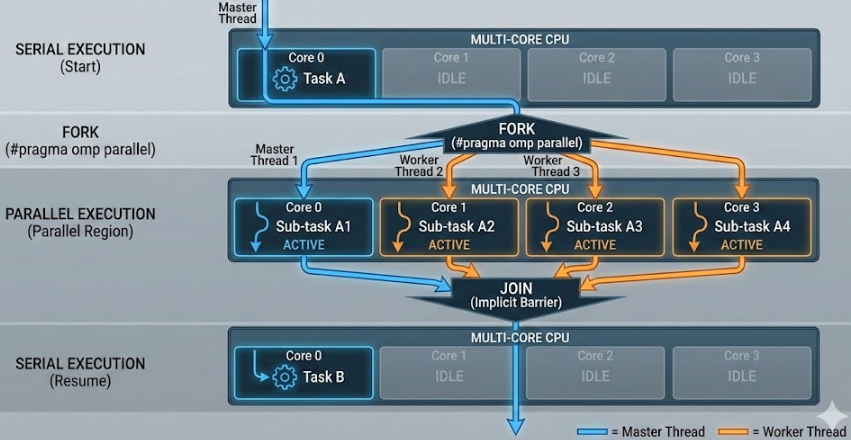 Master
Thread
SERIAL EXECUTION
(Start)
MULTI-CORE CPU
Core 0
Task A
Core 1
IDLE
Core 2
IDLE
Core 3
IDLE
FORK
(#pragma omp parallel)
FORK
(#pragma omp parallel)
Master
Thread 1
Worker
Thread 2
Worker
Thread 3
PARALLEL EXECUTION
(Parallel Region)
MULTI-CORE CPU
Core 0
Sub-task A1
ACTIVE
Core 1
Sub-task A2
ACTIVE
Core 2
Sub-task A3
ACTIVE
Core 3
Sub-task A4
ACTIVE
JOIN
(Implicit Barrier)
SERIAL EXECUTION
(Resume)
MULTI-CORE CPU
Core 0
Task B
Core 1
IDLE
Core 2
IDLE
Core 3
IDLE
= Master Thread
= Worker Thread